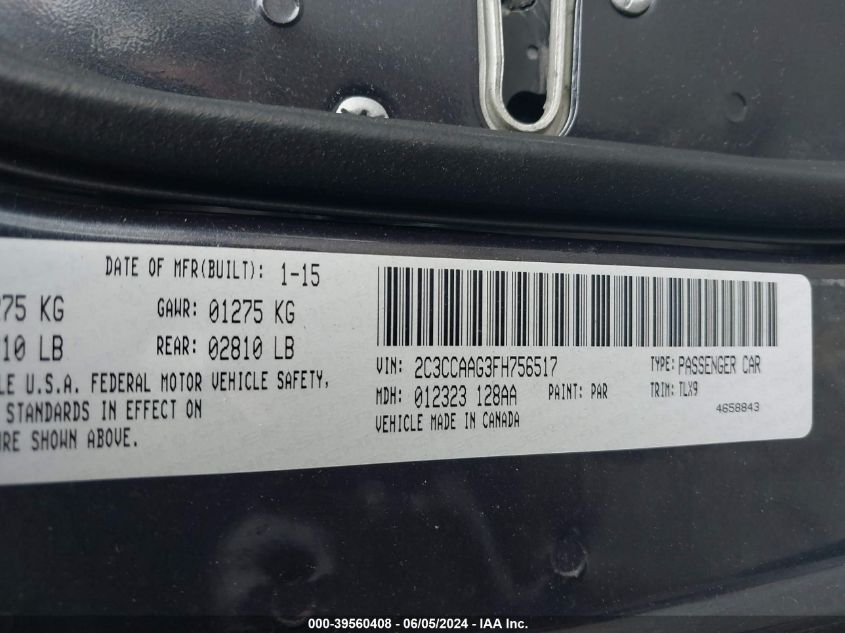 DATE OF MFR(BUILT): 1-15
275 KG GAWR: 01275 KG
10 LB REAR: 02810 LB
LE U.S.A. FEDERAL MOTOR VEHICLE SAFETY,
STANDARDS IN EFFECT ON
URE SHOWN ABOVE.
VIN: 2C3CCAAG3FH756517 TYPE: PASSENGER CAR
MDH: 012323 128AA PAINT: PAR TRIM: TLX9
VEHICLE MADE IN CANADA 4658843
000-39560408 - 06/05/2024 - IAA Inc.